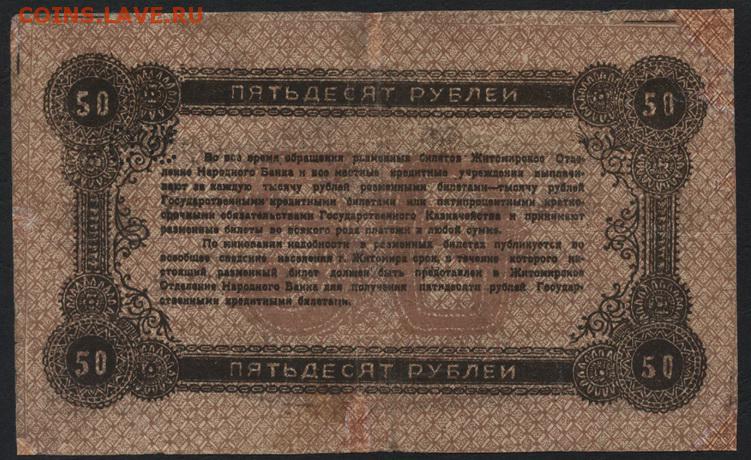 COINS.LAVE.RU
50 ПЯТЬДЕСЯТ РУБЛЕЙ 50
Во все время обращения разменных билетов Житомирское Отде-
ление Народного Банка и все местные кредитные учреждения выплачи-
вают за каждую тысячу рублей разменными билетами—тысячу рублей
Государственными кредитными билетами или пятипроцентными кратко-
срочными обязательствами Государственного Казначейства и принимают
разменные билеты во всякого рода платежи в любой сумме.
По миновании надобности в разменных билетах публикуется во
всеобщее сведение населения г. Житомира срок, в течение которого на-
стоящий разменный билет должен быть представлен в Житомирское
Отделение Народного Банка для получения пятидесяти рублей Государ-
ственными кредитными билетами.
50 ПЯТЬДЕСЯТ РУБЛЕЙ 50